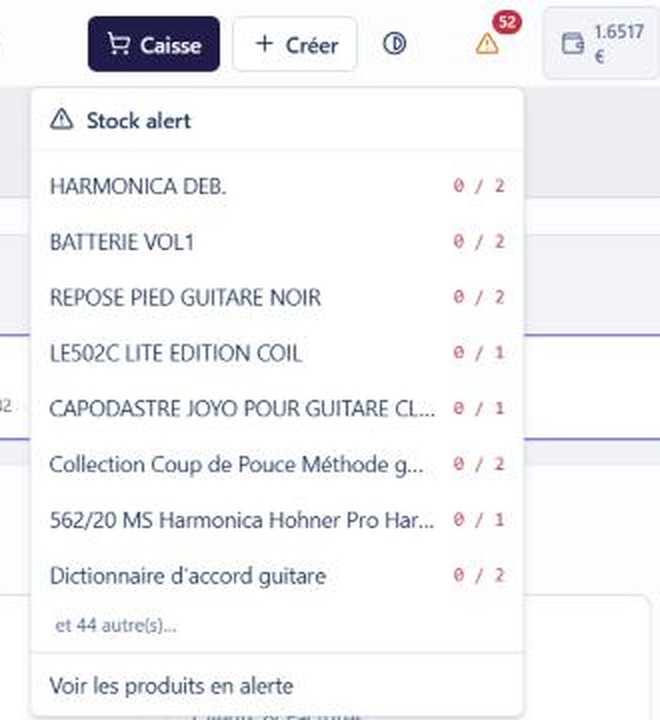 Caisse
Créer
52
1.6517
€
Stock alert
HARMONICA DEB. 0 / 2
BATTERIE VOL1 0 / 2
REPOSE PIED GUITARE NOIR 0 / 2
LE502C LITE EDITION COIL 0 / 1
CAPODASTRE JOYO POUR GUITARE CL... 0 / 1
Collection Coup de Pouce Méthode g... 0 / 2
562/20 MS Harmonica Hohner Pro Har... 0 / 1
Dictionnaire d'accord guitare 0 / 2
et 44 autre(s)...
Voir les produits en alerte